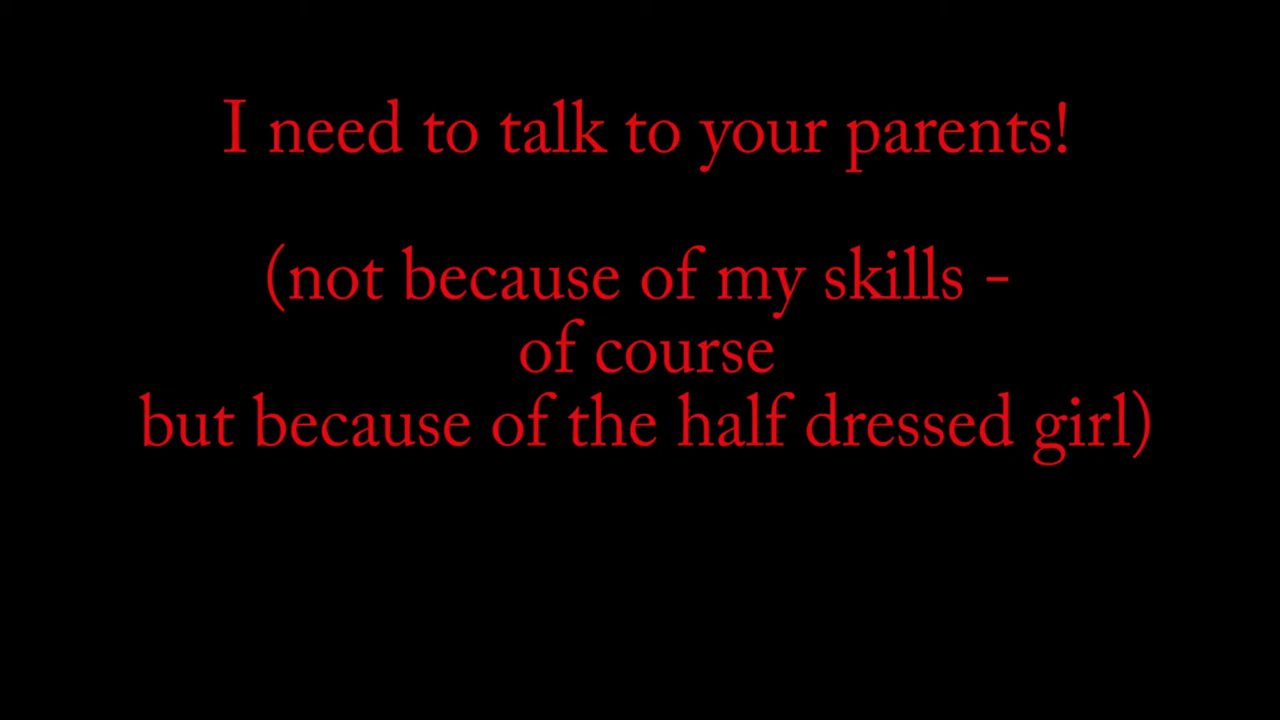 I need to talk to your parents!
(not because of my skills -
of course
but because of the half dressed girl)